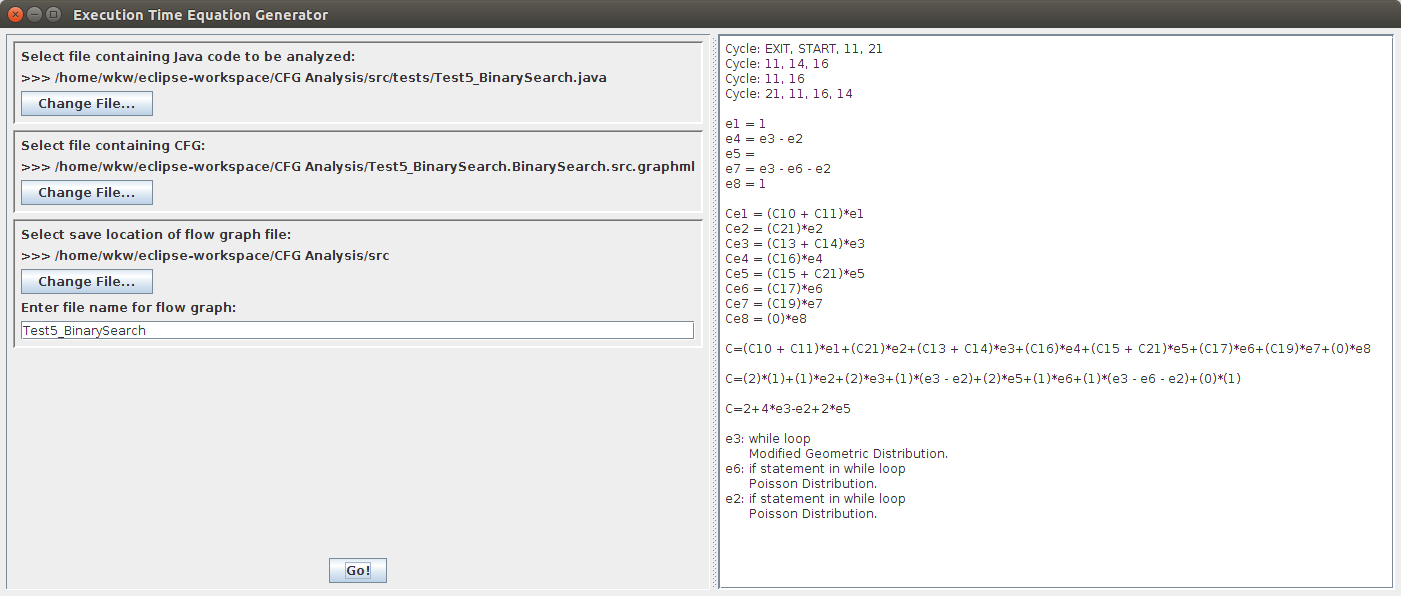 Execution Time Equation Generator
Select file containing Java code to be analyzed:
>>> /home/wkw/eclipse-workspace/CFG Analysis/src/tests/Test5_BinarySearch.java
Change File...
Select file containing CFG:
>>> /home/wkw/eclipse-workspace/CFG Analysis/Test5_BinarySearch.BinarySearch.src.graphml
Change File...
Select save location of flow graph file:
>>> /home/wkw/eclipse-workspace/CFG Analysis/src
Change File...
Enter file name for flow graph:
Test5_BinarySearch
Go!
Cycle: EXIT, START, 11, 21
Cycle: 11, 14, 16
Cycle: 11, 16
Cycle: 21, 11, 16, 14
e1 = 1
e4 = e3 - e2
e5 =
e7 = e3 - e6 - e2
e8 = 1
Ce1 = (C10 + C11)*e1
Ce2 = (C21)*e2
Ce3 = (C13 + C14)*e3
Ce4 = (C16)*e4
Ce5 = (C15 + C21)*e5
Ce6 = (C17)*e6
Ce7 = (C19)*e7
Ce8 = (0)*e8
C=(C10 + C11)*e1+(C21)*e2+(C13 + C14)*e3+(C16)*e4+(C15 + C21)*e5+(C17)*e6+(C19)*e7+(0)*e8
C=(2)*(1)+(1)*e2+(2)*e3+(1)*(e3 - e2)+(2)*e5+(1)*e6+(1)*(e3 - e6 - e2)+(0)*(1)
C=2+4*e3-e2+2*e5
e3: while loop
Modified Geometric Distribution.
e6: if statement in while loop
Poisson Distribution.
e2: if statement in while loop
Poisson Distribution.